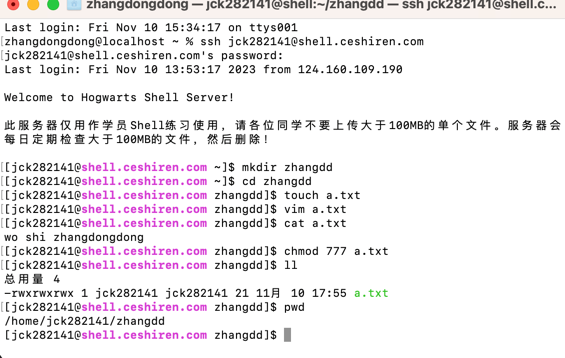 zhangdongdong — jck282141@shell:~/zhangdd — ssh jck282141@shell.c...
Last login: Fri Nov 10 15:34:17 on ttys001
[zhangdongdong@localhost ~ % ssh jck282141@shell.ceshiren.com
[jck282141@shell.ceshiren.com's password:
Last login: Fri Nov 10 13:53:17 2023 from 124.160.109.190
Welcome to Hogwarts Shell Server!
此服务器仅用作学员Shell练习使用，请各位同学不要上传大于100MB的单个文件。服务器会
每日定期检查大于100MB的文件，然后删除！
[[jck282141@shell.ceshiren.com ~]$ mkdir zhangdd
[[jck282141@shell.ceshiren.com ~]$ cd zhangdd
[[jck282141@shell.ceshiren.com zhangdd]$ touch a.txt
[[jck282141@shell.ceshiren.com zhangdd]$ vim a.txt
[[jck282141@shell.ceshiren.com zhangdd]$ cat a.txt
wo shi zhangdongdong
[[jck282141@shell.ceshiren.com zhangdd]$ chmod 777 a.txt
[[jck282141@shell.ceshiren.com zhangdd]$ ll
总用量 4
-rwxrwxrwx 1 jck282141 jck282141 21 11月 10 17:55 a.txt
[[jck282141@shell.ceshiren.com zhangdd]$ pwd
/home/jck282141/zhangdd
[jck282141@shell.ceshiren.com zhangdd]$